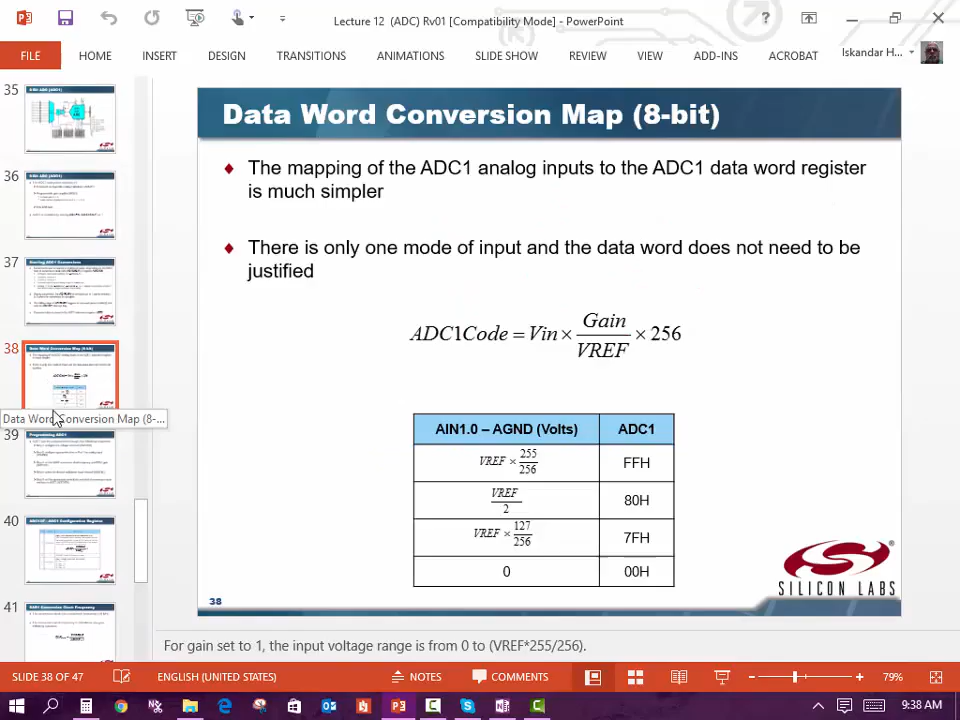 Lecture 12 (ADC) Rv01 [Compatibility Mode] - PowerPoint
?
FILE
HOME
INSERT
DESIGN
TRANSITIONS
ANIMATIONS
SLIDE SHOW
REVIEW
VIEW
ADD-INS
ACROBAT
Iskandar H...
35
36
37
38
Data Word Conversion Map (8-...
39
40
41
Data Word Conversion Map (8-bit)
The mapping of the ADC1 analog inputs to the ADC1 data word register
is much simpler
There is only one mode of input and the data word does not need to be
justified
ADC1Code = Vin × Gain / VREF × 256
AIN1.0 – AGND (Volts) ADC1
VREF × 255/256 FFH
VREF/2 80H
VREF × 127/256 7FH
0 00H
SILICON LABS
38
For gain set to 1, the input voltage range is from 0 to (VREF*255/256).
SLIDE 38 OF 47
ENGLISH (UNITED STATES)
NOTES
COMMENTS
79%
9:38 AM